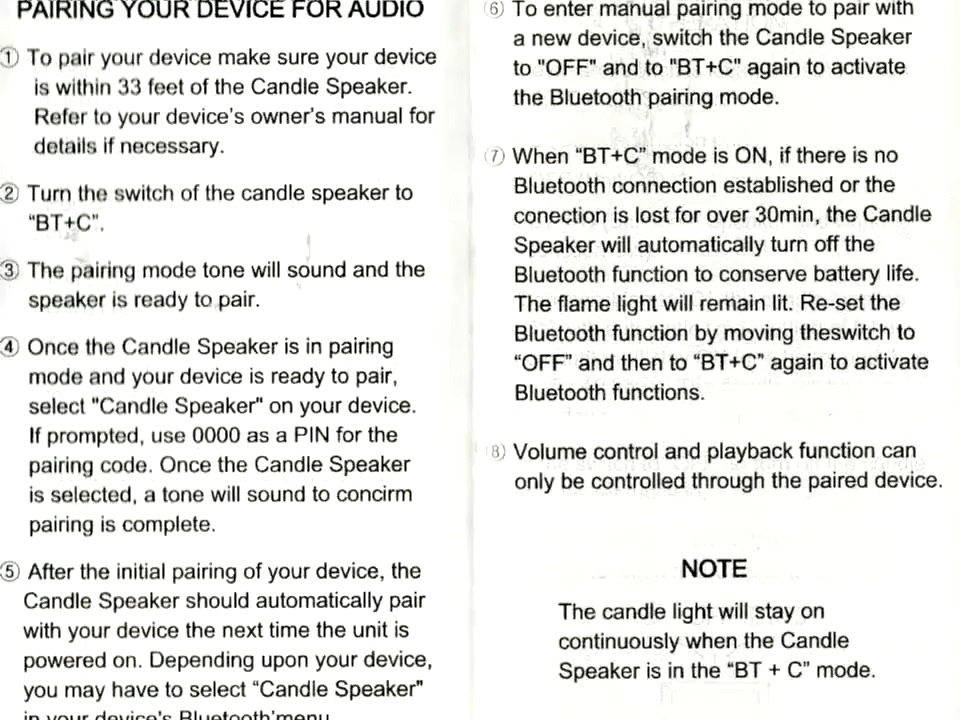 PAIRING YOUR DEVICE FOR AUDIO
① To pair your device make sure your device
is within 33 feet of the Candle Speaker.
Refer to your device's owner's manual for
details if necessary.
② Turn the switch of the candle speaker to
“BT+C”.
③ The pairing mode tone will sound and the
speaker is ready to pair.
④ Once the Candle Speaker is in pairing
mode and your device is ready to pair,
select "Candle Speaker" on your device.
If prompted, use 0000 as a PIN for the
pairing code. Once the Candle Speaker
is selected, a tone will sound to concirm
pairing is complete.
⑤ After the initial pairing of your device, the
Candle Speaker should automatically pair
with your device the next time the unit is
powered on. Depending upon your device,
you may have to select “Candle Speaker”
in your device's Bluetooth'menu
⑥ To enter manual pairing mode to pair with
a new device, switch the Candle Speaker
to "OFF" and to "BT+C" again to activate
the Bluetooth pairing mode.
⑦ When “BT+C” mode is ON, if there is no
Bluetooth connection established or the
conection is lost for over 30min, the Candle
Speaker will automatically turn off the
Bluetooth function to conserve battery life.
The flame light will remain lit. Re-set the
Bluetooth function by moving theswitch to
“OFF” and then to “BT+C” again to activate
Bluetooth functions.
⑧ Volume control and playback function can
only be controlled through the paired device.
NOTE
The candle light will stay on
continuously when the Candle
Speaker is in the “BT + C” mode.